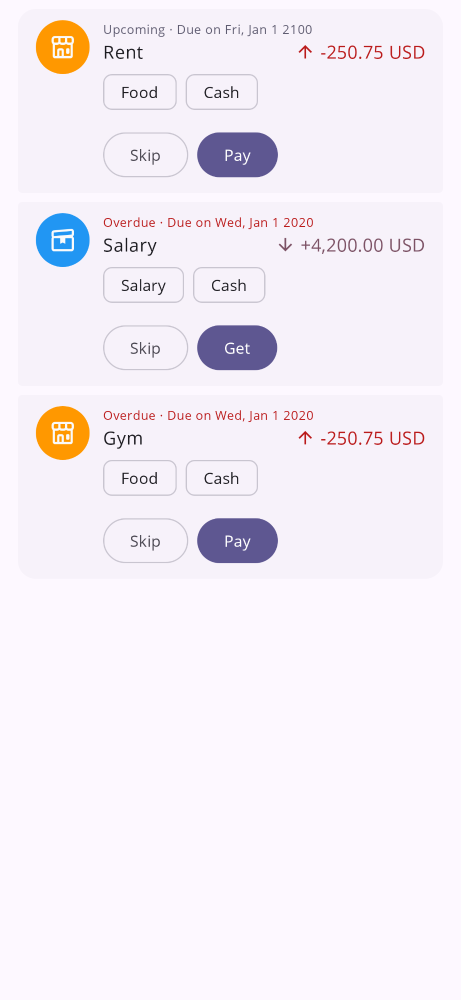 Upcoming · Due on Fri, Jan 1 2100
Rent
-250.75 USD
Food
Cash
Skip
Pay
Overdue · Due on Wed, Jan 1 2020
Salary
+4,200.00 USD
Salary
Cash
Skip
Get
Overdue · Due on Wed, Jan 1 2020
Gym
-250.75 USD
Food
Cash
Skip
Pay